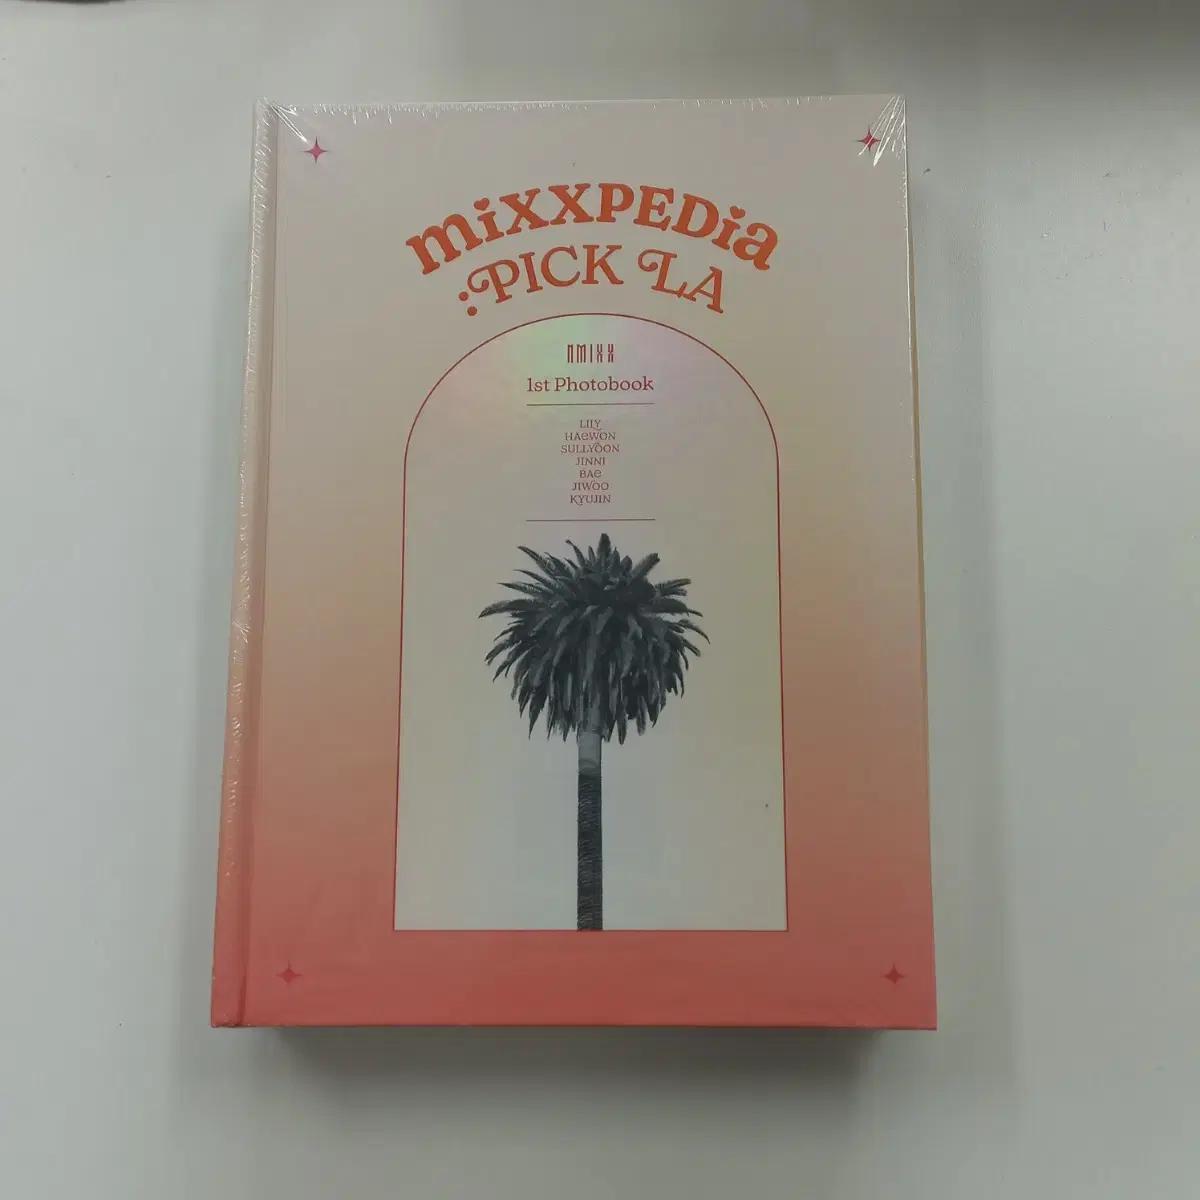 mixxPEDia
:PICK LA
NMIXX
1st Photobook
LILY
HAeWON
SULLYOON
JINNI
BAe
JIWOO
KYUJIN